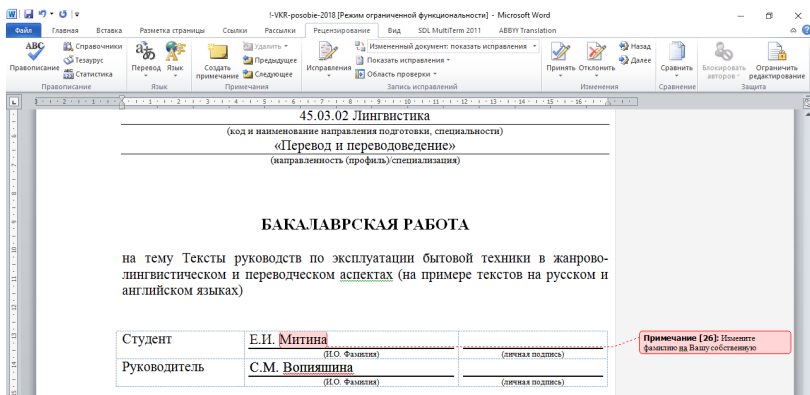 !-VKR-posobie-2018 [Режим ограниченной функциональности] - Microsoft Word
Файл Главная Вставка Разметка страницы Ссылки Рассылки Рецензирование Вид SDL MultiTerm 2011 ABBYY Translation
ABC Правописание
Справочники
Тезаурус
Статистика
Правописание
Перевод Язык
Язык
Создать примечание
Удалить
Предыдущее
Следующее
Примечания
Исправления
Измененный документ: показать исправления
Показать исправления
Область проверки
Запись исправлений
Принять Отклонить
Назад
Далее
Изменения
Сравнить
Сравнение
Блокировать авторов
Ограничить редактирование
Защита
45.03.02 Лингвистика
(код и наименование направления подготовки, специальности)
«Перевод и переводоведение»
(направленность (профиль)/специализация)
БАКАЛАВРСКАЯ РАБОТА
на тему Тексты руководств по эксплуатации бытовой техники в жанрово-
лингвистическом и переводческом аспектах (на примере текстов на русском и
английском языках)
Студент Е.И. Митина
(И.О. Фамилия) (личная подпись)
Руководитель С.М. Вопияшина
(И.О. Фамилия) (личная подпись)
Примечание [26]: Измените
фамилию на Вашу собственную